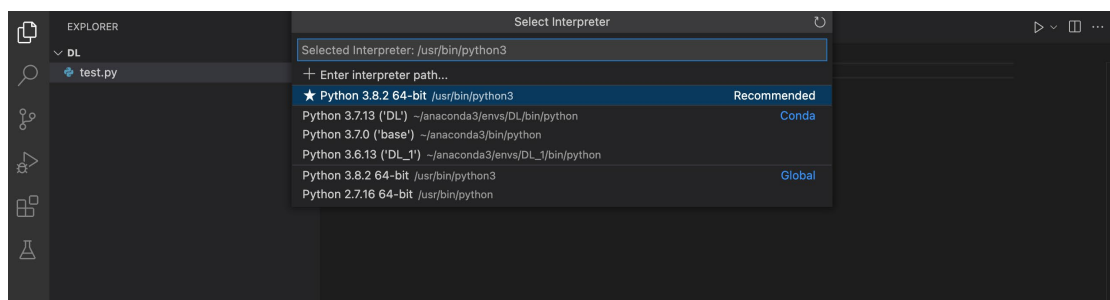 EXPLORER
DL
test.py
Select Interpreter
Selected Interpreter: /usr/bin/python3
+ Enter interpreter path...
★ Python 3.8.2 64-bit /usr/bin/python3 Recommended
Python 3.7.13 ('DL') ~/anaconda3/envs/DL/bin/python Conda
Python 3.7.0 ('base') ~/anaconda3/bin/python
Python 3.6.13 ('DL_1') ~/anaconda3/envs/DL_1/bin/python
Python 3.8.2 64-bit /usr/bin/python3 Global
Python 2.7.16 64-bit /usr/bin/python